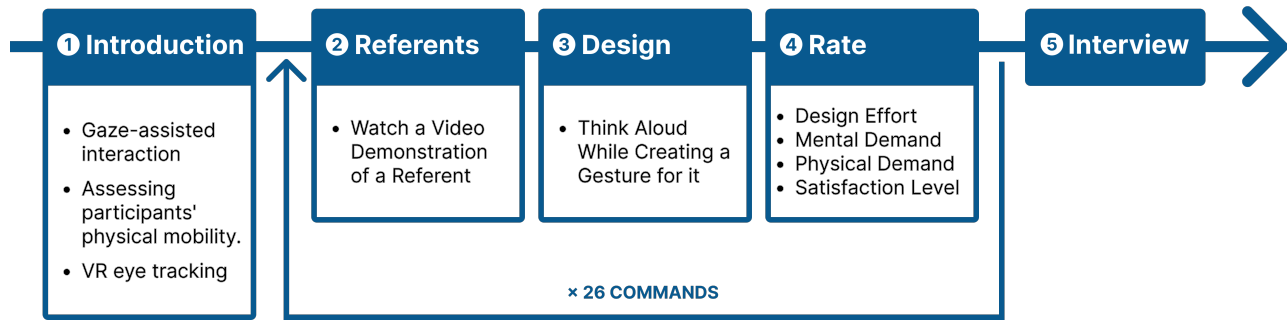 ❶ Introduction
• Gaze-assisted
interaction
• Assessing
participants'
physical mobility.
• VR eye tracking
❷ Referents
• Watch a Video
Demonstration
of a Referent
❸ Design
• Think Aloud
While Creating a
Gesture for it
❹ Rate
• Design Effort
• Mental Demand
• Physical Demand
• Satisfaction Level
❺ Interview
× 26 COMMANDS